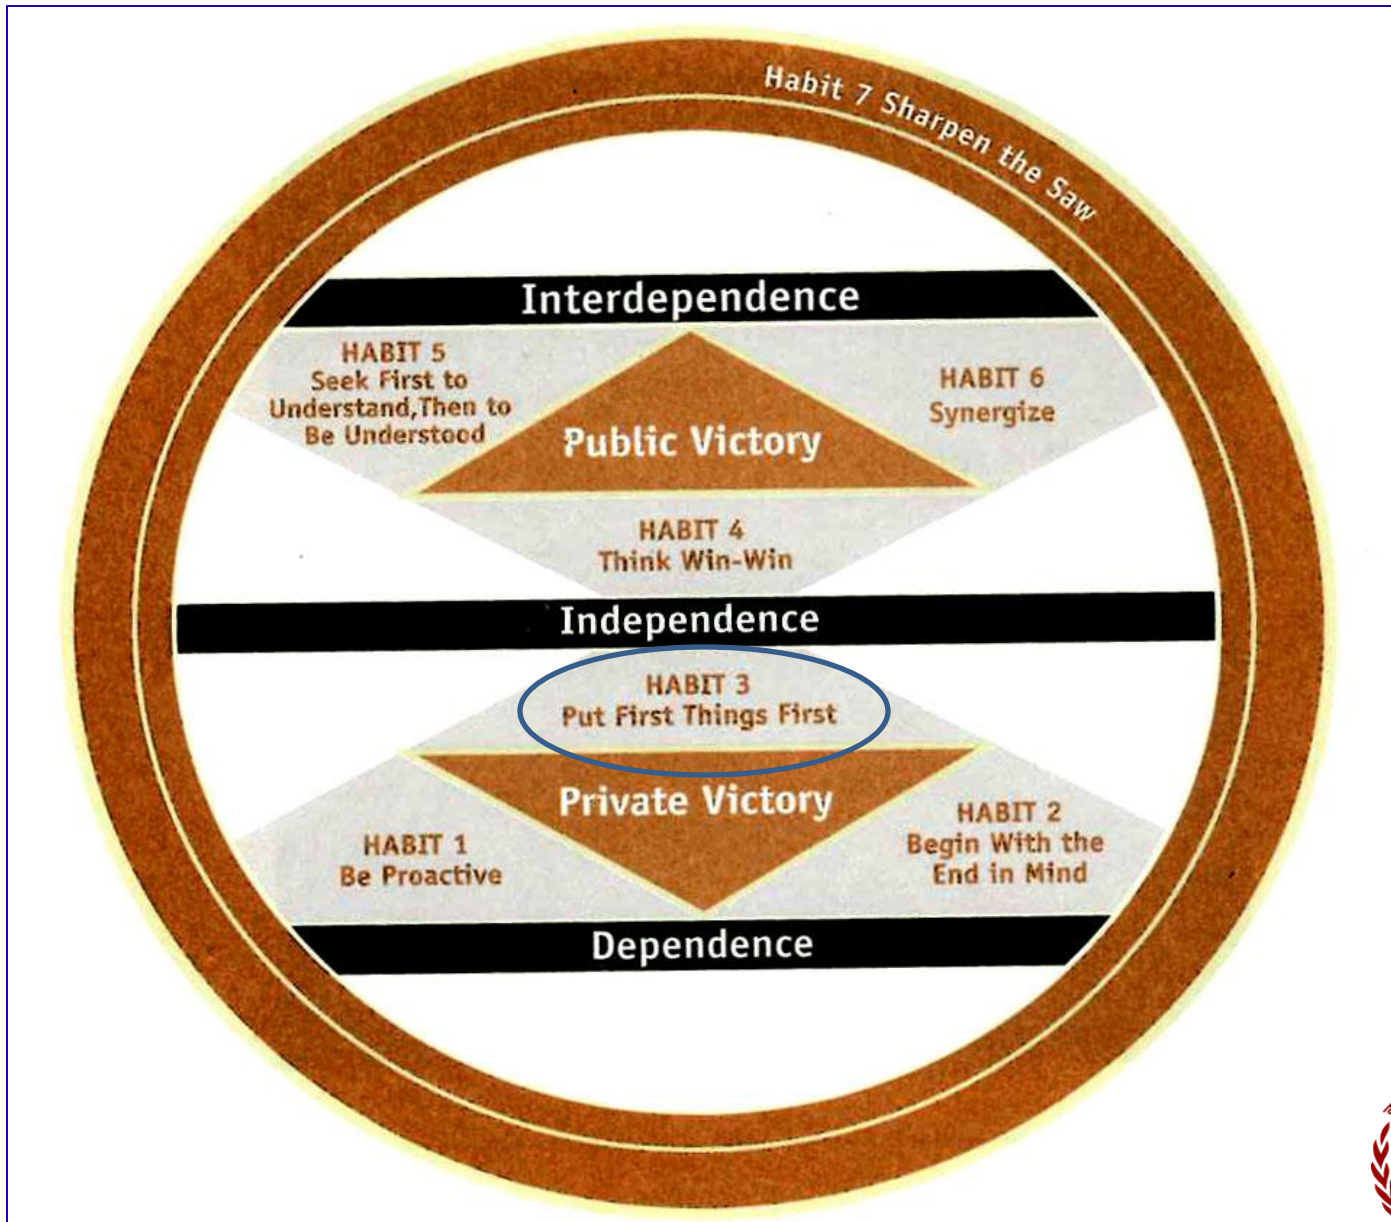 Habit 7 Sharpen the Saw
Interdependence
HABIT 5
Seek First to
Understand,Then to
Be Understood
HABIT 6
Synergize
Public Victory
HABIT 4
Think Win-Win
Independence
HABIT 3
Put First Things First
Private Victory
HABIT 1
Be Proactive
HABIT 2
Begin With the
End in Mind
Dependence